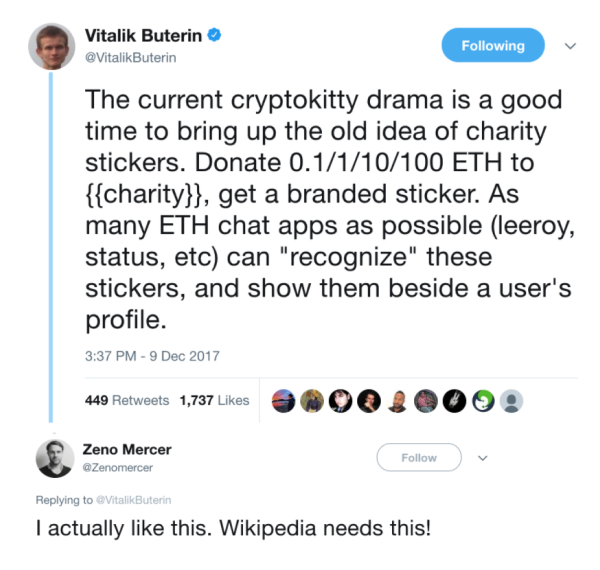 Vitalik Buterin
@VitalikButerin
Following
The current cryptokitty drama is a good
time to bring up the old idea of charity
stickers. Donate 0.1/1/10/100 ETH to
{{charity}}, get a branded sticker. As
many ETH chat apps as possible (leeroy,
status, etc) can "recognize" these
stickers, and show them beside a user's
profile.
3:37 PM - 9 Dec 2017
449 Retweets 1,737 Likes
Zeno Mercer
@Zenomercer
Follow
Replying to @VitalikButerin
I actually like this. Wikipedia needs this!